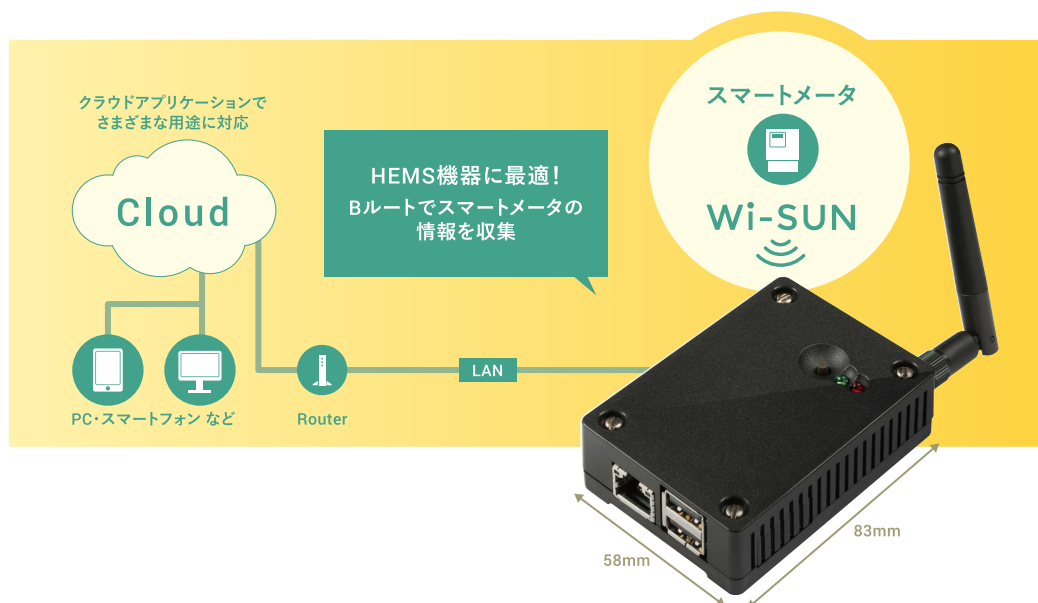 クラウドアプリケーションで
さまざまな用途に対応
Cloud
PC・スマートフォン など
Router
LAN
HEMS機器に最適！
Bルートでスマートメータの
情報を収集
スマートメータ
Wi-SUN
58mm
83mm